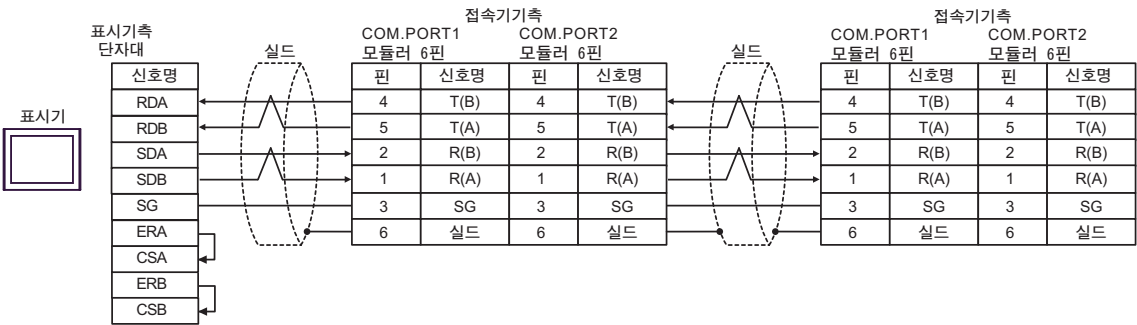 접속기기측 접속기기측
표시기측 COM.PORT1 COM.PORT2 COM.PORT1 COM.PORT2
단자대 실드 모듈러 6핀 모듈러 6핀 실드 모듈러 6핀 모듈러 6핀
신호명 핀 신호명 핀 신호명 핀 신호명 핀 신호명
RDA 4 T(B) 4 T(B) 4 T(B) 4 T(B)
표시기 RDB 5 T(A) 5 T(A) 5 T(A) 5 T(A)
SDA 2 R(B) 2 R(B) 2 R(B) 2 R(B)
SDB 1 R(A) 1 R(A) 1 R(A) 1 R(A)
SG 3 SG 3 SG 3 SG 3 SG
ERA 6 실드 6 실드 6 실드 6 실드
CSA
ERB
CSB